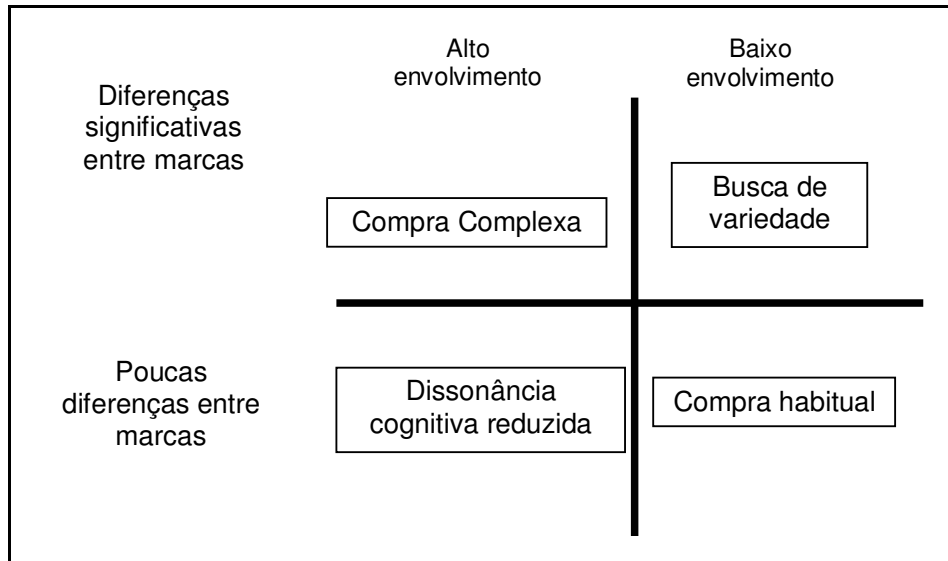 Alto
envolvimento
Baixo
envolvimento
Diferenças
significativas
entre marcas
Compra Complexa
Busca de
variedade
Poucas
diferenças entre
marcas
Dissonância
cognitiva reduzida
Compra habitual